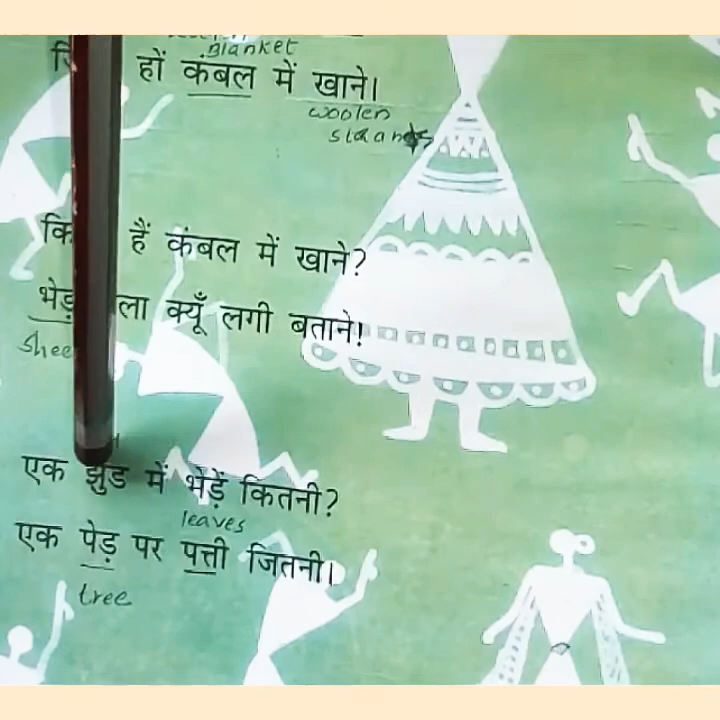 blanket
हों कंबल में खाने।
woolen
हैं कंबल में खाने?
क्यूँ लगी बताने!
एक झुंड में भेड़ें कितनी?
leaves
एक पेड़ पर पत्ती जितनी।
tree